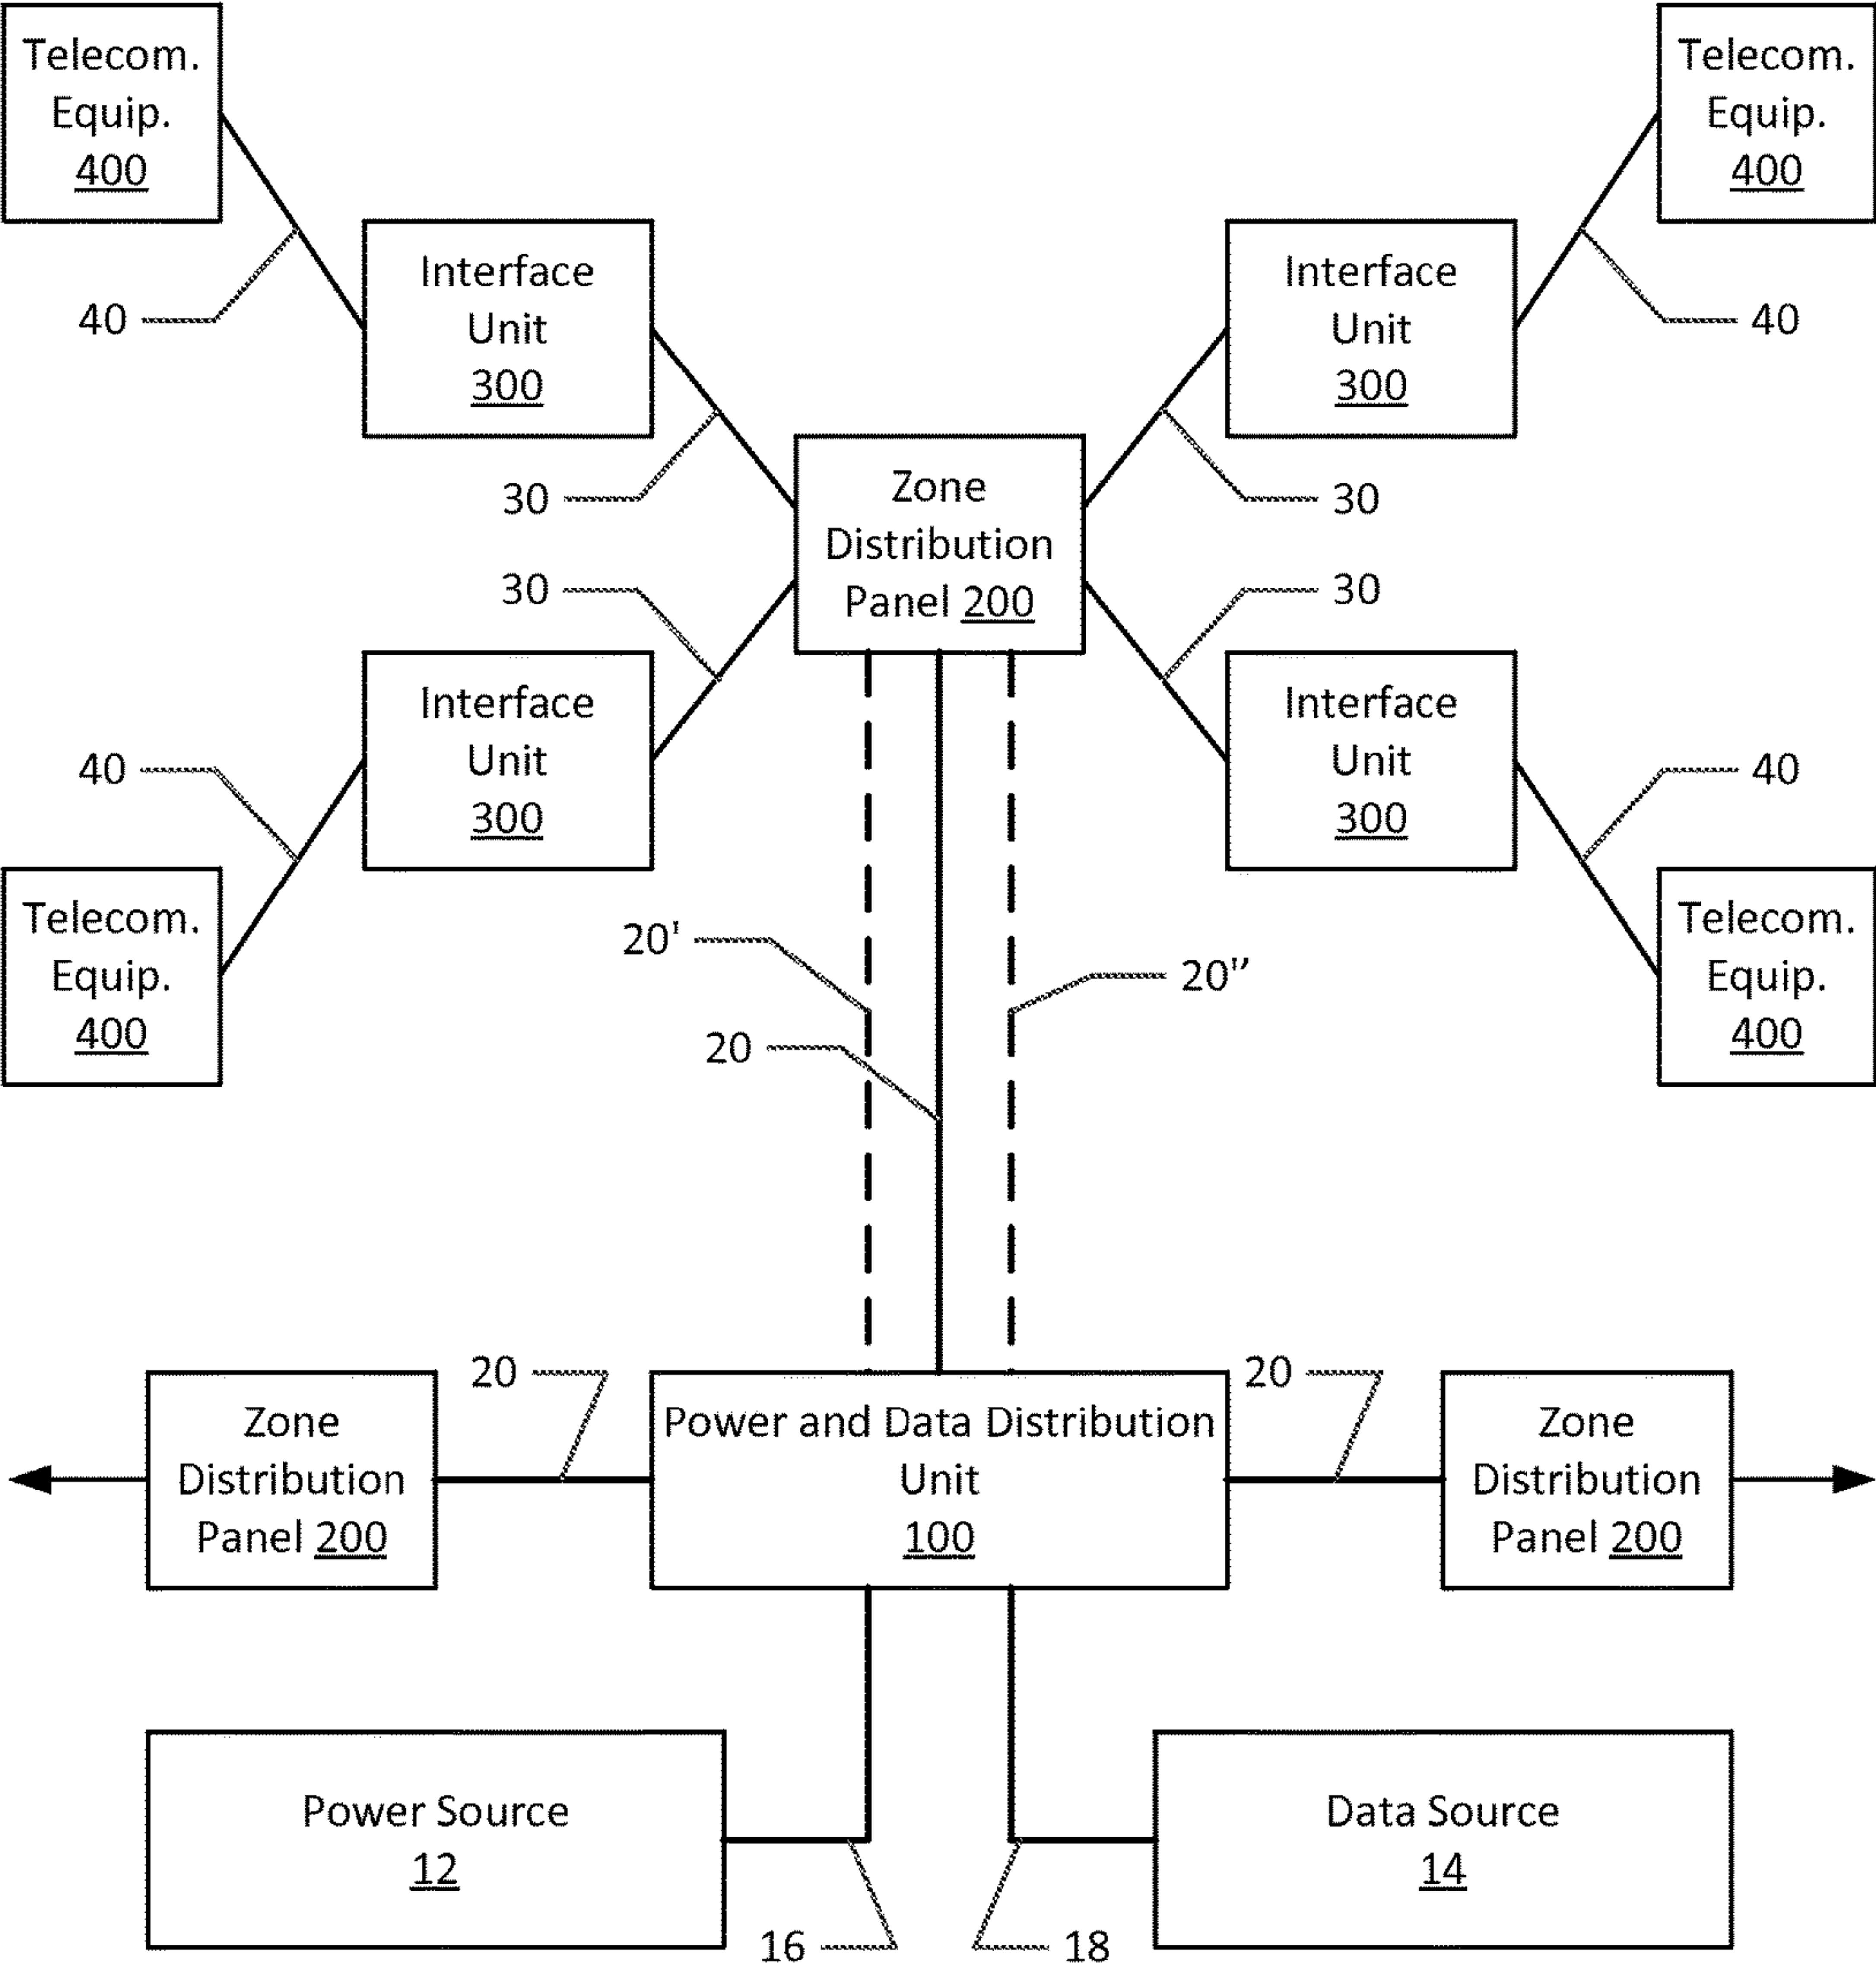 Telecom.
Equip.
400
Telecom.
Equip.
400
Interface
Unit
300
Interface
Unit
300
40
40
Zone
Distribution
Panel 200
30
30
30
30
Interface
Unit
300
Interface
Unit
300
40
40
Telecom.
Equip.
400
Telecom.
Equip.
400
20'
20"
20
Zone
Distribution
Panel 200
20
Power and Data Distribution
Unit
100
20
Zone
Distribution
Panel 200
Power Source
12
Data Source
14
16
18